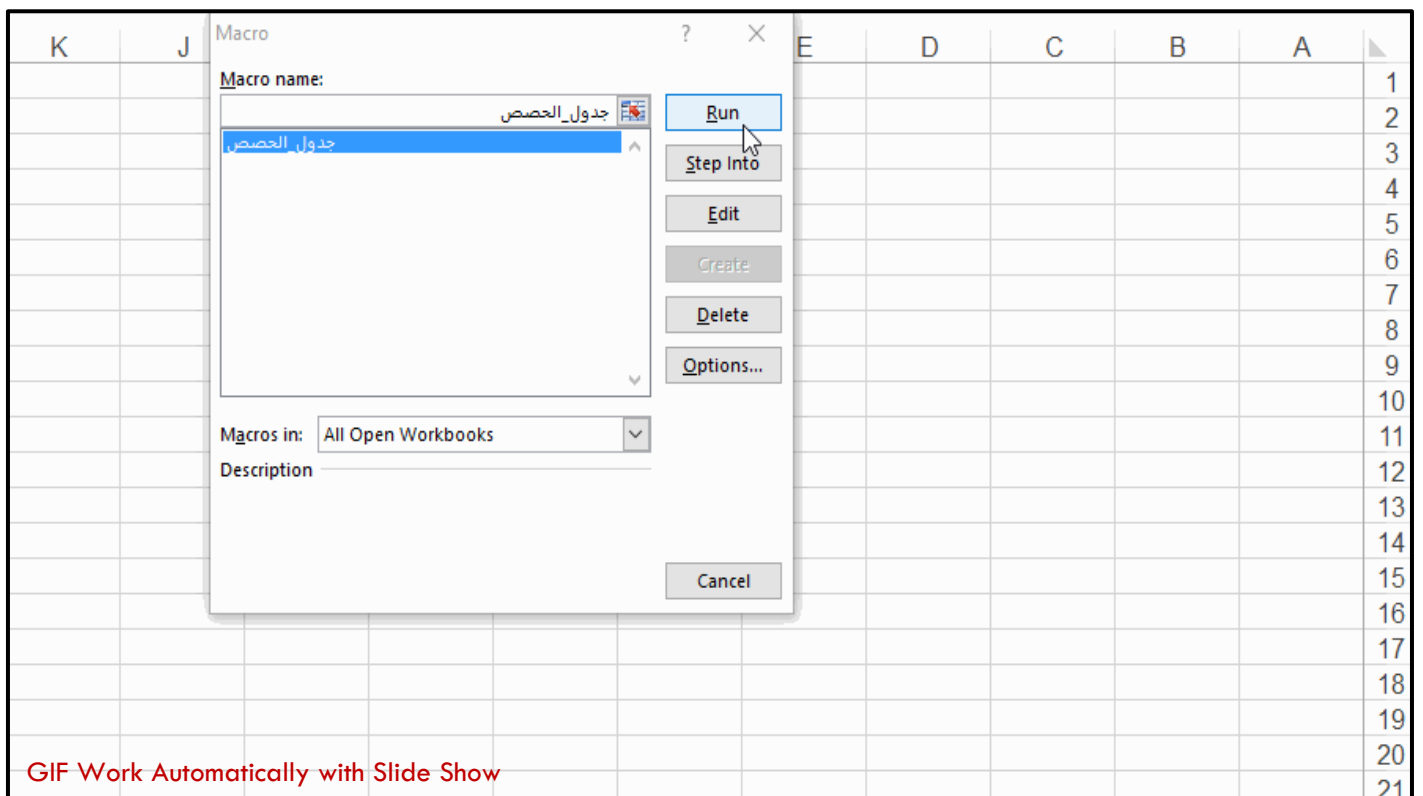 Macro ? ×
K J E D C B A
Macro name:
جدول_الحصص
جدول_الحصص
Run
Step Into
Edit
Create
Delete
Options...
Macros in: All Open Workbooks
Description
Cancel
1
2
3
4
5
6
7
8
9
10
11
12
13
14
15
16
17
18
19
20
21
GIF Work Automatically with Slide Show